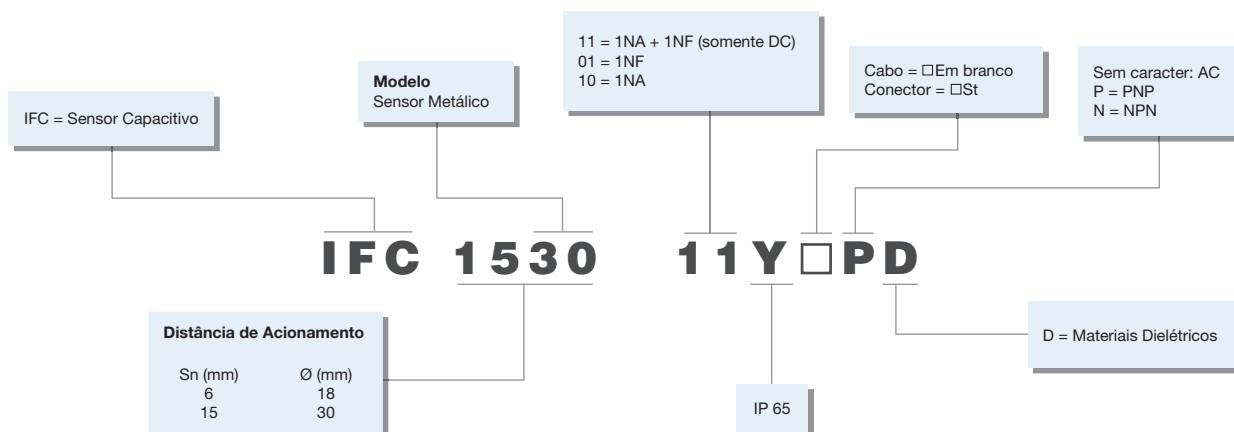 11 = 1NA + 1NF (somente DC)
01 = 1NF
10 = 1NA
Modelo
Sensor Metálico
Cabo = □Em branco
Conector = □St
Sem caracter: AC
P = PNP
N = NPN
IFC = Sensor Capacitivo
IFC 1530 11Y□PD
Distância de Acionamento
Sn (mm) Ø (mm)
6 18
15 30
D = Materiais Dielétricos
IP 65